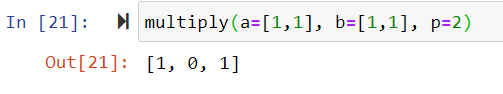 In [21]: multiply(a=[1,1], b=[1,1], p=2)
Out[21]: [1, 0, 1]